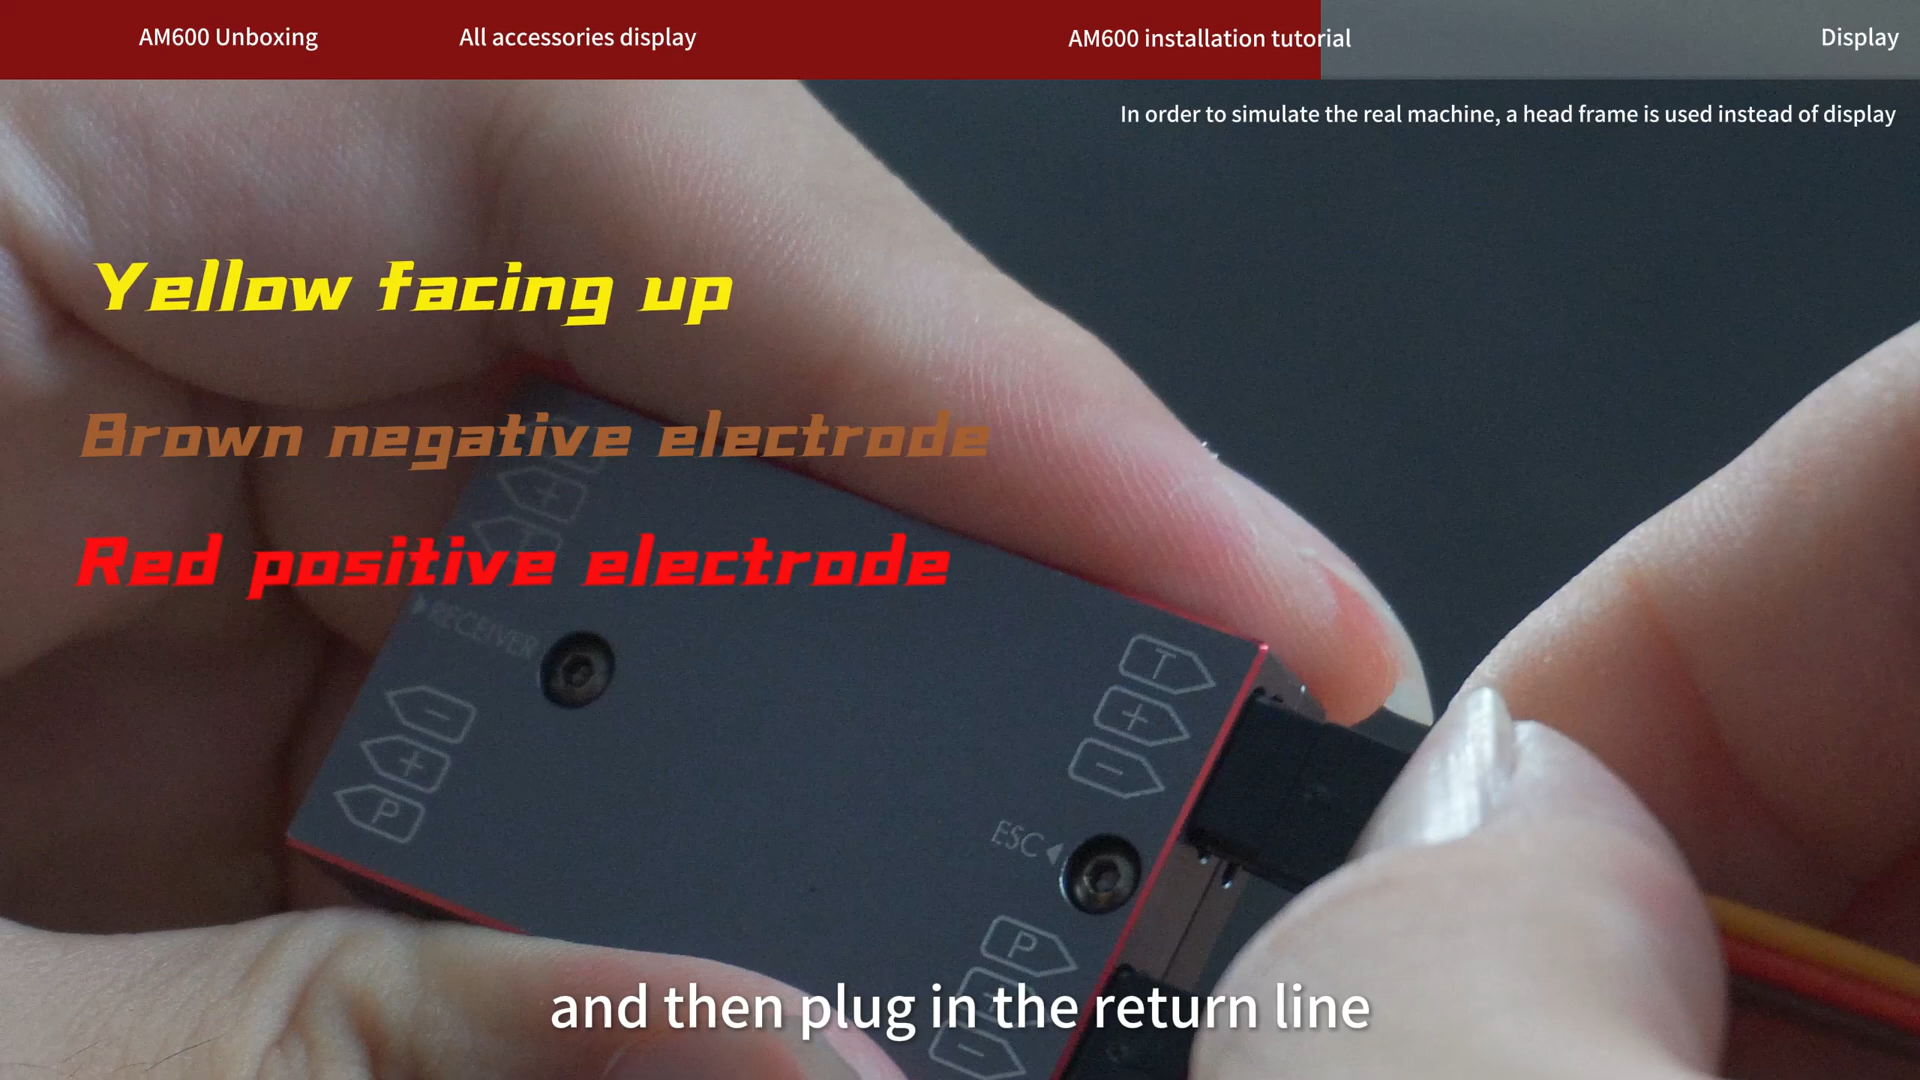 AM600 Unboxing
All accessories display
AM600 installation tutorial
Display
In order to simulate the real machine, a head frame is used instead of display
Yellow facing up
Brown negative electrode
Red positive electrode
+
RECEIVER
T
+
−
−
+
P
ESC
P
−
and then plug in the return line